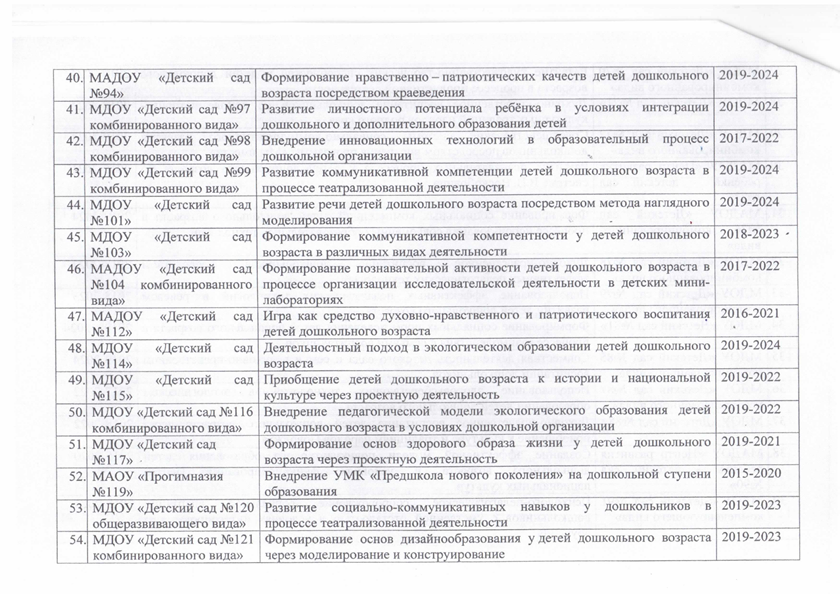 40. МАДОУ «Детский сад Формирование нравственно – патриотических качеств детей дошкольного 2019-2024
№94» возраста посредством краеведения
41. МДОУ «Детский сад №97 Развитие личностного потенциала ребёнка в условиях интеграции 2019-2024
комбинированного вида» дошкольного и дополнительного образования детей
42. МДОУ «Детский сад №98 Внедрение инновационных технологий в образовательный процесс 2017-2022
комбинированного вида» дошкольной организации
43. МДОУ «Детский сад №99 Развитие коммуникативной компетенции детей дошкольного возраста в 2019-2024
комбинированного вида» процессе театрализованной деятельности
44. МДОУ «Детский сад Развитие речи детей дошкольного возраста посредством метода наглядного 2019-2024
№101» моделирования
45. МДОУ «Детский сад Формирование коммуникативной компетентности у детей дошкольного 2018-2023
№103» возраста в различных видах деятельности
46. МАДОУ «Детский сад Формирование познавательной активности детей дошкольного возраста в 2017-2022
№104 комбинированного процессе организации исследовательской деятельности в детских мини-
вида» лабораториях
47. МАДОУ «Детский сад Игра как средство духовно-нравственного и патриотического воспитания 2016-2021
№112» детей дошкольного возраста
48. МДОУ «Детский сад Деятельностный подход в экологическом образовании детей дошкольного 2019-2024
№114» возраста
49. МДОУ «Детский сад Приобщение детей дошкольного возраста к истории и национальной 2019-2022
№115» культуре через проектную деятельность
50. МДОУ «Детский сад №116 Внедрение педагогической модели экологического образования детей 2019-2022
комбинированного вида» дошкольного возраста в условиях дошкольной организации
51. МДОУ «Детский сад Формирование основ здорового образа жизни у детей дошкольного 2019-2021
№117» возраста через проектную деятельность
52. МАОУ «Прогимназия Внедрение УМК «Предшкола нового поколения» на дошкольной ступени 2015-2020
№119» образования
53. МДОУ «Детский сад №120 Развитие социально-коммуникативных навыков у дошкольников в 2019-2023
общеразвивающего вида» процессе театрализованной деятельности
54. МДОУ «Детский сад №121 Формирование основ дизайнобразования у детей дошкольного возраста 2019-2023
комбинированного вида» через моделирование и конструирование